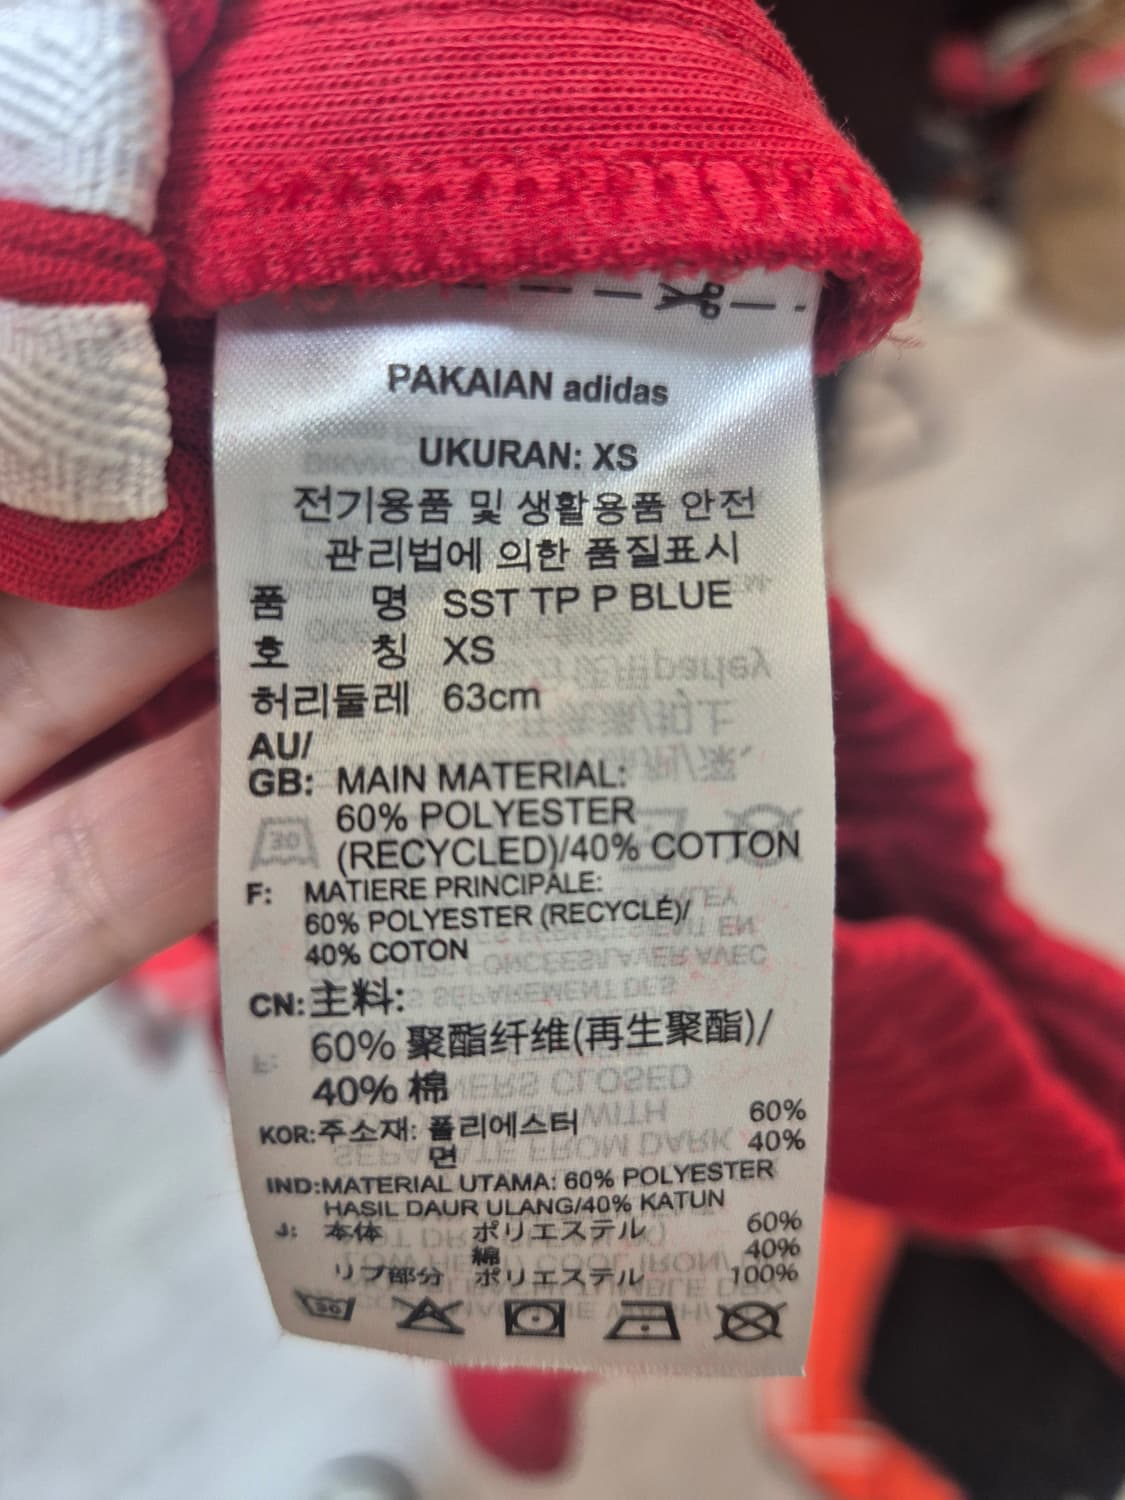 PAKAIAN adidas
UKURAN: XS
전기용품 및 생활용품 안전
관리법에 의한 품질표시
품 명 SST TP P BLUE
호 칭 XS
허리둘레 63cm
AU/
GB: MAIN MATERIAL:
60% POLYESTER
(RECYCLED)/40% COTTON
F: MATIERE PRINCIPALE:
60% POLYESTER (RECYCLÉ)/
40% COTON
CN:主料:
60% 聚酯纤维(再生聚酯)/
40% 棉
KOR:주소재: 폴리에스터 60%
면 40%
IND:MATERIAL UTAMA: 60% POLYESTER
HASIL DAUR ULANG/40% KATUN
J: 本体 ポリエステル 60%
綿 40%
リブ部分 ポリエステル 100%
30